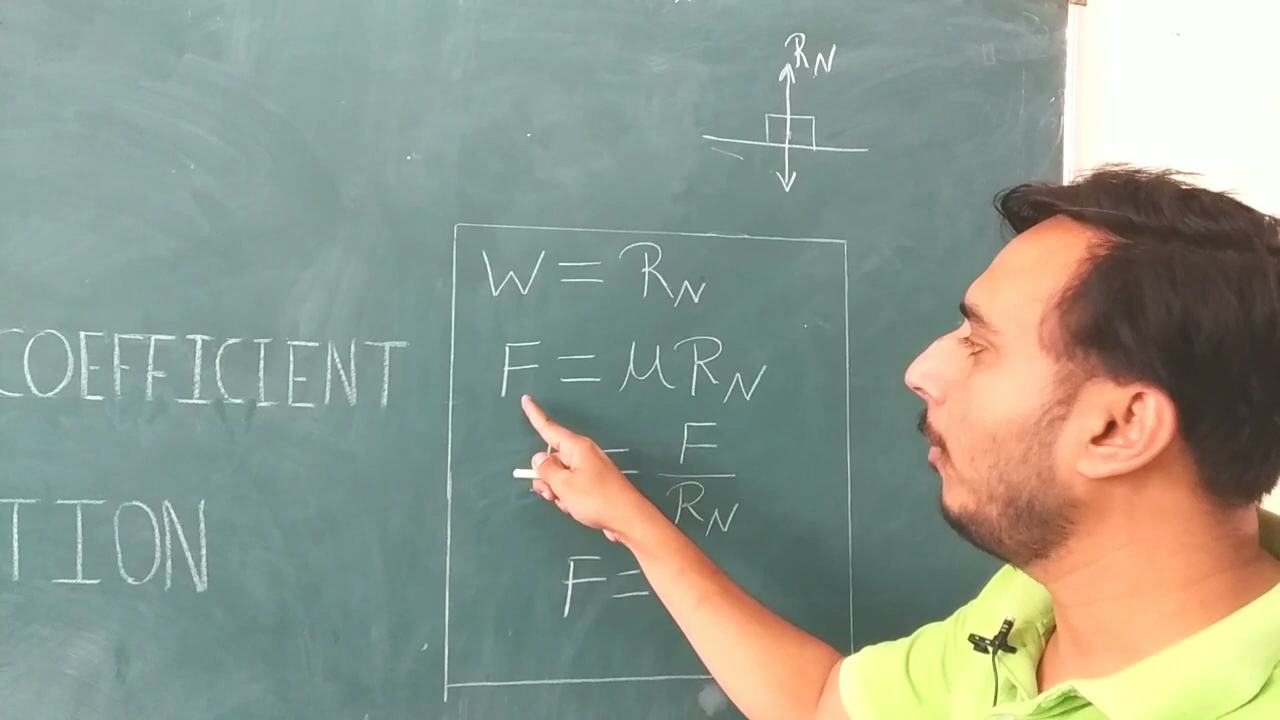 RN
W = RN
F = μRN
COEFFICIENT
= F/RN
TION
F =